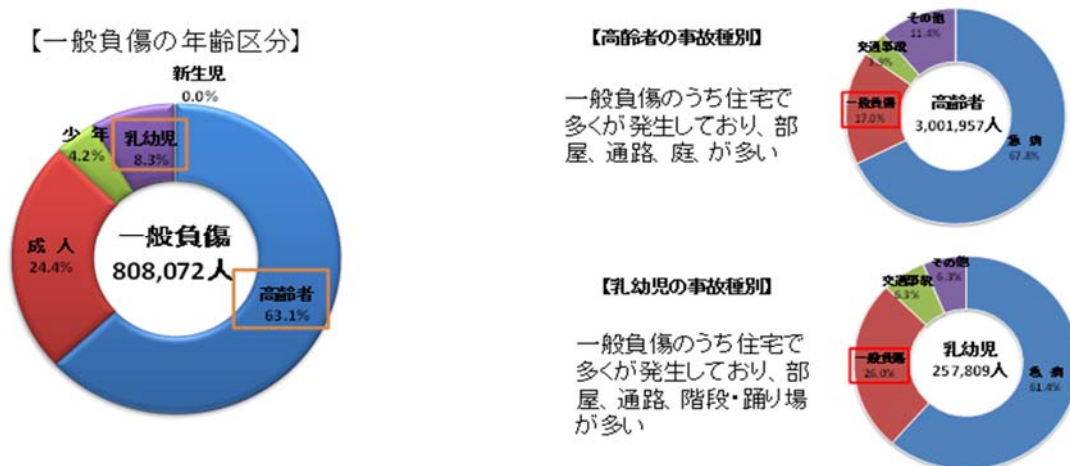 【一般負傷の年齢区分】
新生児
0.0%
少 年
4.2%
乳幼児
8.3%
成 人
24.4%
一般負傷
808,072人
高齢者
63.1%
【高齢者の事故種別】
一般負傷のうち住宅で
多くが発生しており、部
屋、通路、庭、が多い
その他
11.4%
交通事故
3.9%
一般負傷
17.0%
高齢者
3,001,957人
急 病
67.8%
【乳幼児の事故種別】
一般負傷のうち住宅で
多くが発生しており、部
屋、通路、階段・踊り場
が多い
その他
6.3%
交通事故
6.3%
一般負傷
26.0%
乳幼児
257,809人
急 病
61.4%